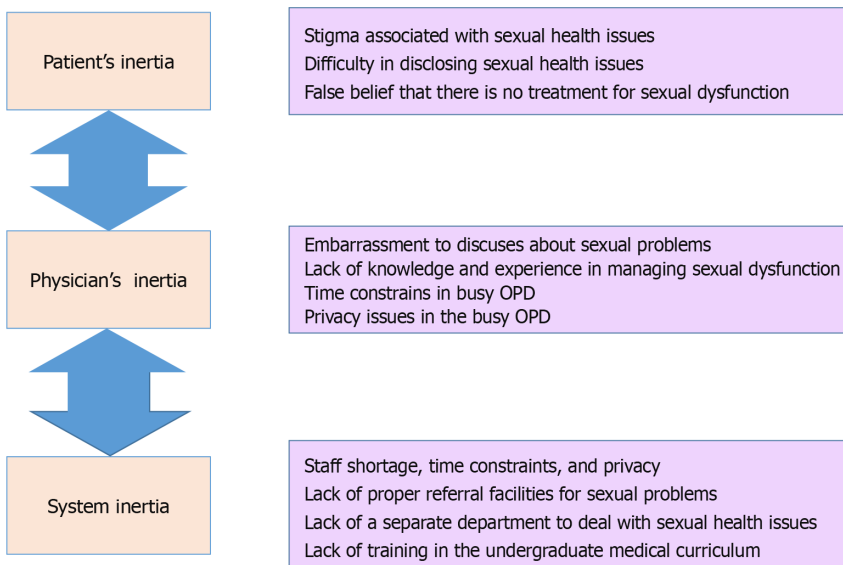 Patient's inertia
Stigma associated with sexual health issues
Difficulty in disclosing sexual health issues
False belief that there is no treatment for sexual dysfunction
Physician's inertia
Embarrassment to discuses about sexual problems
Lack of knowledge and experience in managing sexual dysfunction
Time constrains in busy OPD
Privacy issues in the busy OPD
System inertia
Staff shortage, time constraints, and privacy
Lack of proper referral facilities for sexual problems
Lack of a separate department to deal with sexual health issues
Lack of training in the undergraduate medical curriculum